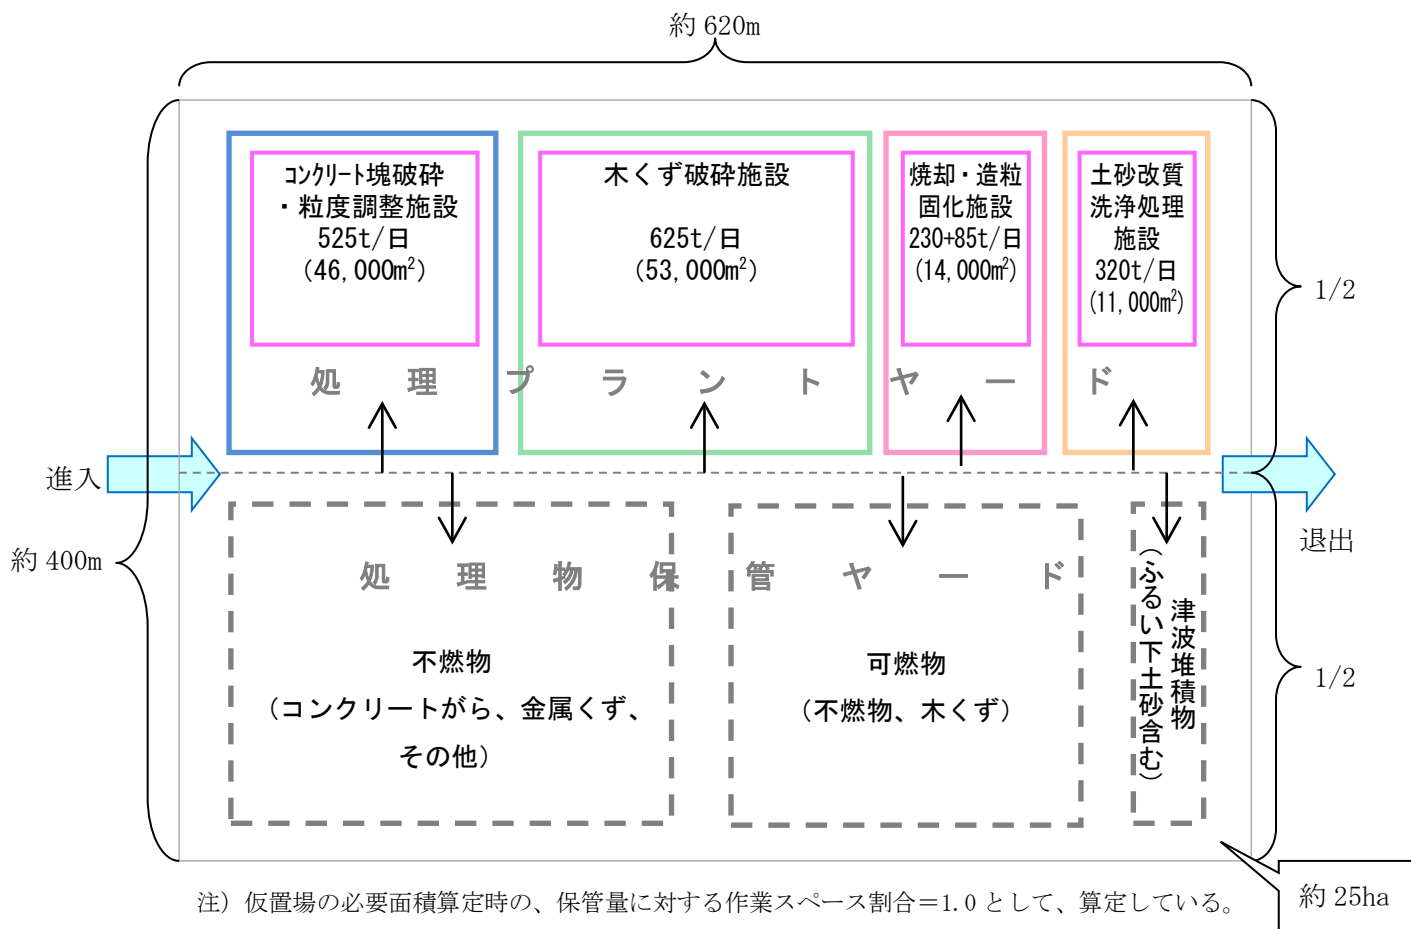 約 620m
コンクリート塊破砕
・粒度調整施設
525t/日
(46,000m²)
木くず破砕施設
625t/日
(53,000m²)
焼却・造粒
固化施設
230+85t/日
(14,000m²)
土砂改質
洗浄処理
施設
320t/日
(11,000m²)
1/2
処理プラントヤード
進入
退出
約 400m
処理物保管ヤード
不燃物
(コンクリートがら、金属くず、
その他)
可燃物
(不燃物、木くず)
津波堆積物
(ふるい下土砂含む)
1/2
約 25ha
注) 仮置場の必要面積算定時の、保管量に対する作業スペース割合＝1.0 として、算定している。